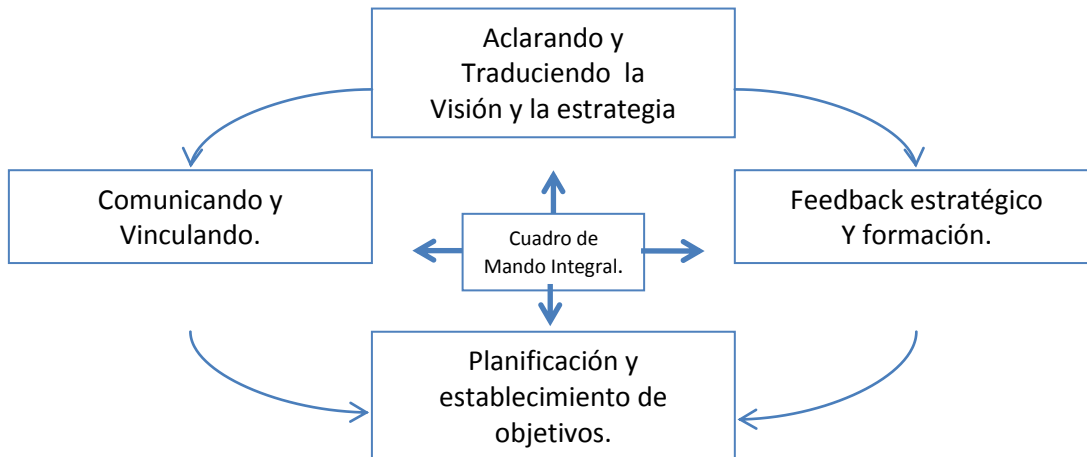 Aclarando y
Traduciendo la
Visión y la estrategia
Comunicando y
Vinculando.
Cuadro de
Mando Integral.
Feedback estratégico
Y formación.
Planificación y
establecimiento de
objetivos.